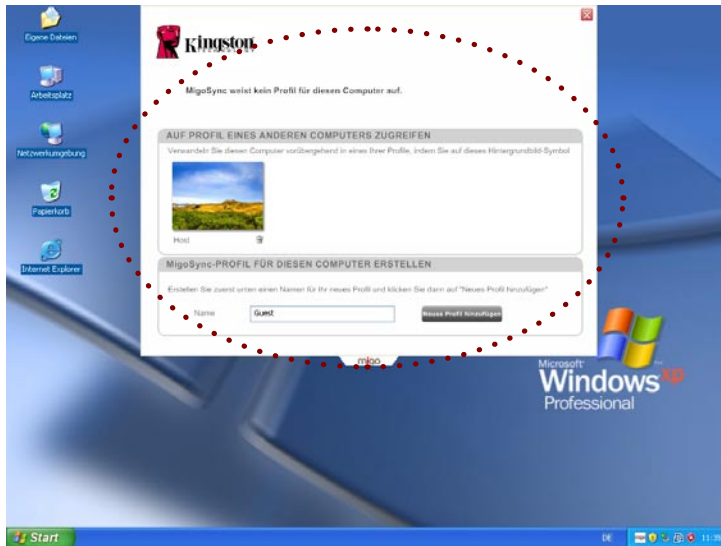 Eigene Dateien
Arbeitsplatz
Netzwerkumgebung
Papierkorb
Internet Explorer
Kingston
TECHNOLOGY
MigoSync weist kein Profil für diesen Computer auf.
AUF PROFIL EINES ANDEREN COMPUTERS ZUGREIFEN
Verwandeln Sie diesen Computer vorübergehend in eines Ihrer Profile, indem Sie auf dieses Hintergrundbild-Symbol
Host
MigoSync-PROFIL FÜR DIESEN COMPUTER ERSTELLEN
Erstellen Sie zuerst unten einen Namen für Ihr neues Profil und klicken Sie dann auf "Neues Profil hinzufügen"
Name
Guest
Neues Profil hinzufügen
migo
Microsoft
Windows xp
Professional
Start
DE
11:39